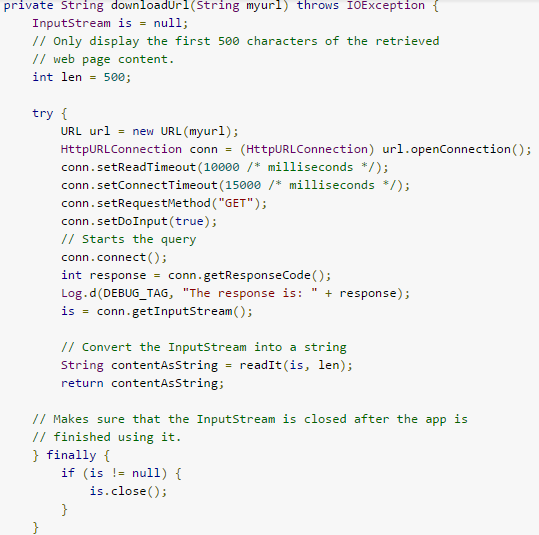 private String downloadUrl(String myurl) throws IOException {
    InputStream is = null;
    // Only display the first 500 characters of the retrieved
    // web page content.
    int len = 500;

    try {
        URL url = new URL(myurl);
        HttpURLConnection conn = (HttpURLConnection) url.openConnection();
        conn.setReadTimeout(10000 /* milliseconds */);
        conn.setConnectTimeout(15000 /* milliseconds */);
        conn.setRequestMethod("GET");
        conn.setDoInput(true);
        // Starts the query
        conn.connect();
        int response = conn.getResponseCode();
        Log.d(DEBUG_TAG, "The response is: " + response);
        is = conn.getInputStream();

        // Convert the InputStream into a string
        String contentAsString = readIt(is, len);
        return contentAsString;

    // Makes sure that the InputStream is closed after the app is
    // finished using it.
    } finally {
        if (is != null) {
            is.close();
        }
    }